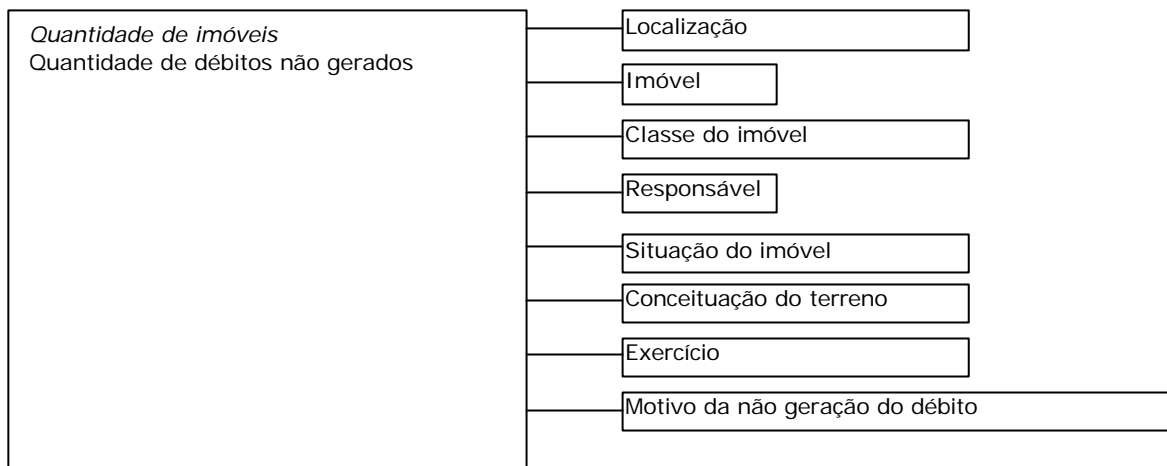 Quantidade de imóveis
Quantidade de débitos não gerados
Localização
Imóvel
Classe do imóvel
Responsável
Situação do imóvel
Conceituação do terreno
Exercício
Motivo da não geração do débito